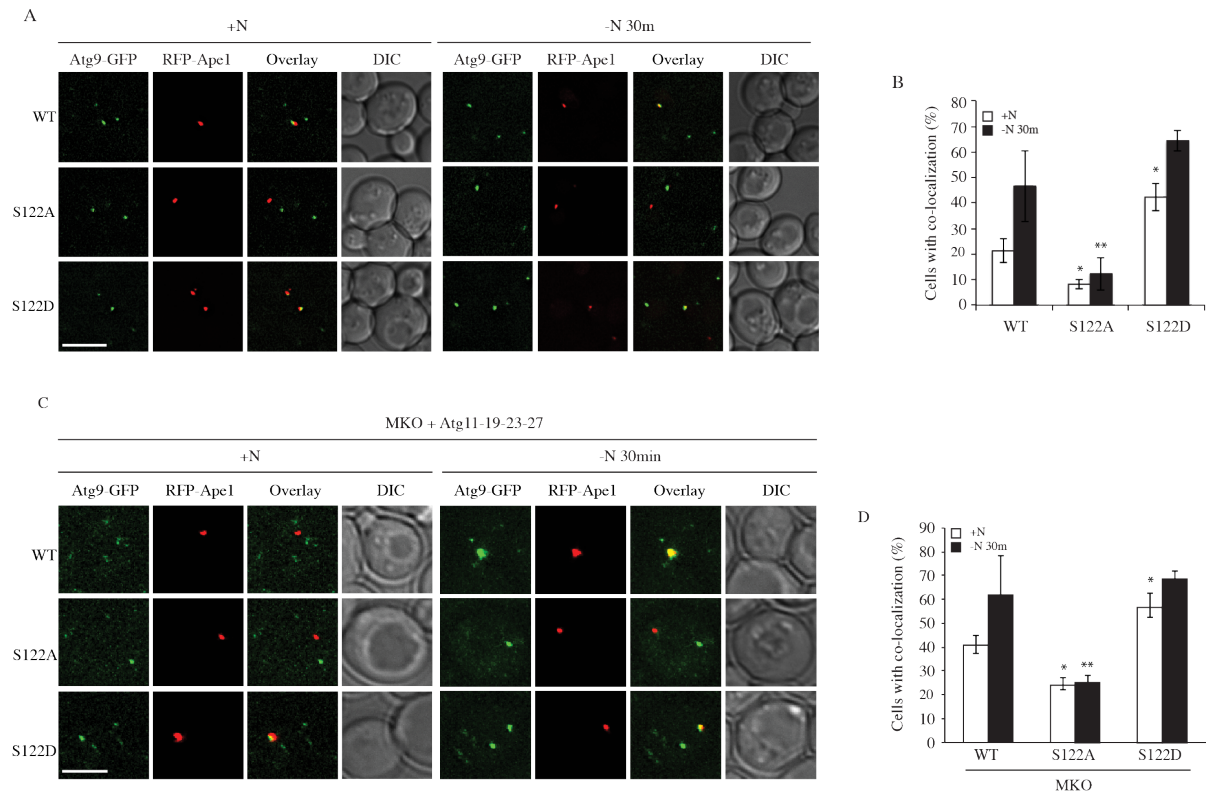 A
+N
-N 30m
Atg9-GFP RFP-Ape1 Overlay DIC Atg9-GFP RFP-Ape1 Overlay DIC
WT
S122A
S122D
B
Cells with co-localization (%)
80
70
60
50
40
30
20
10
0
+N
-N 30m
*
**
*
WT S122A S122D
C
MKO + Atg11-19-23-27
+N
-N 30min
Atg9-GFP RFP-Ape1 Overlay DIC Atg9-GFP RFP-Ape1 Overlay DIC
WT
S122A
S122D
D
Cells with co-localization (%)
90
80
70
60
50
40
30
20
10
0
+N
-N 30m
*
**
*
WT S122A S122D
MKO